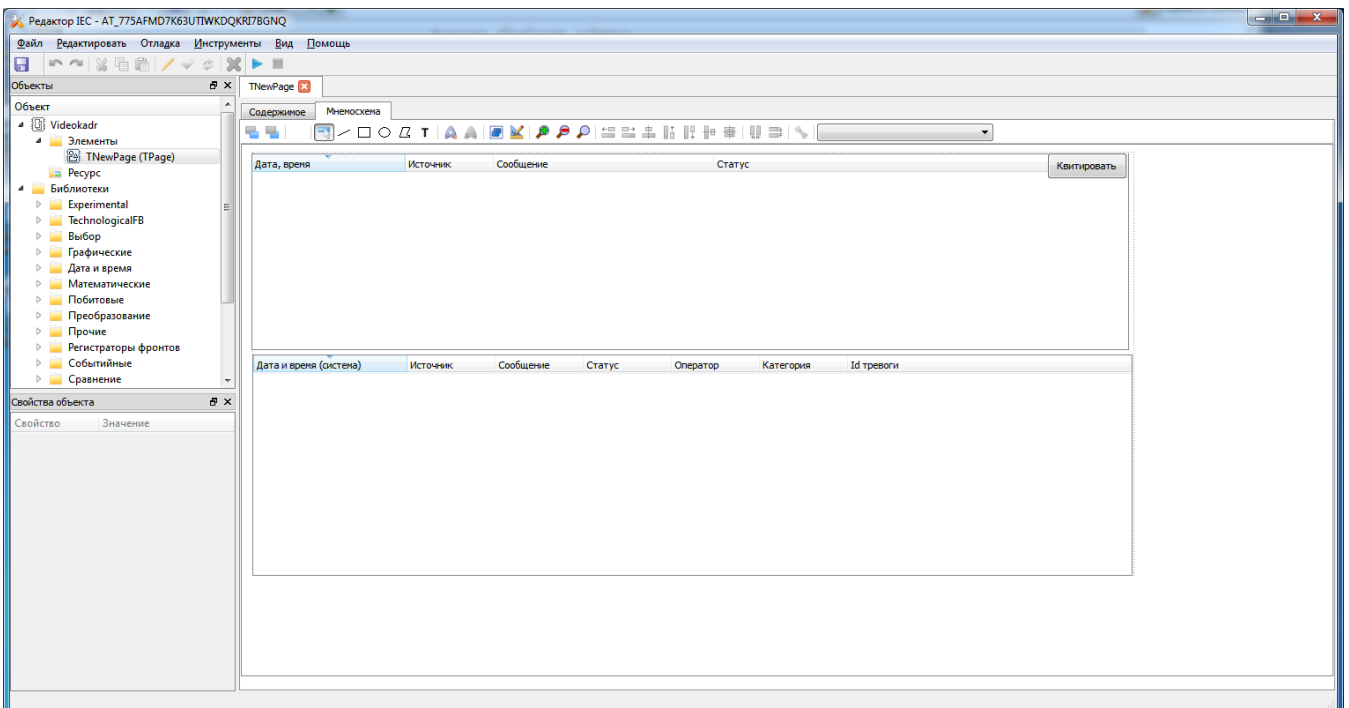 Редактор IEC - AT_775AFMD7K63UTIWKDQKRI7BGNQ
Файл Редактировать Отладка Инструменты Вид Помощь
Объекты
Объект
Videokadr
Элементы
TNewPage (TPage)
Ресурс
Библиотеки
Experimental
TechnologicalFB
Выбор
Графические
Дата и время
Математические
Побитовые
Преобразование
Прочие
Регистраторы фронтов
Событийные
Сравнение
Свойства объекта
Свойство Значение
TNewPage
Содержимое Мнемосхема
T
Дата, время Источник Сообщение Статус Квитировать
Дата и время (система) Источник Сообщение Статус Оператор Категория Id тревоги